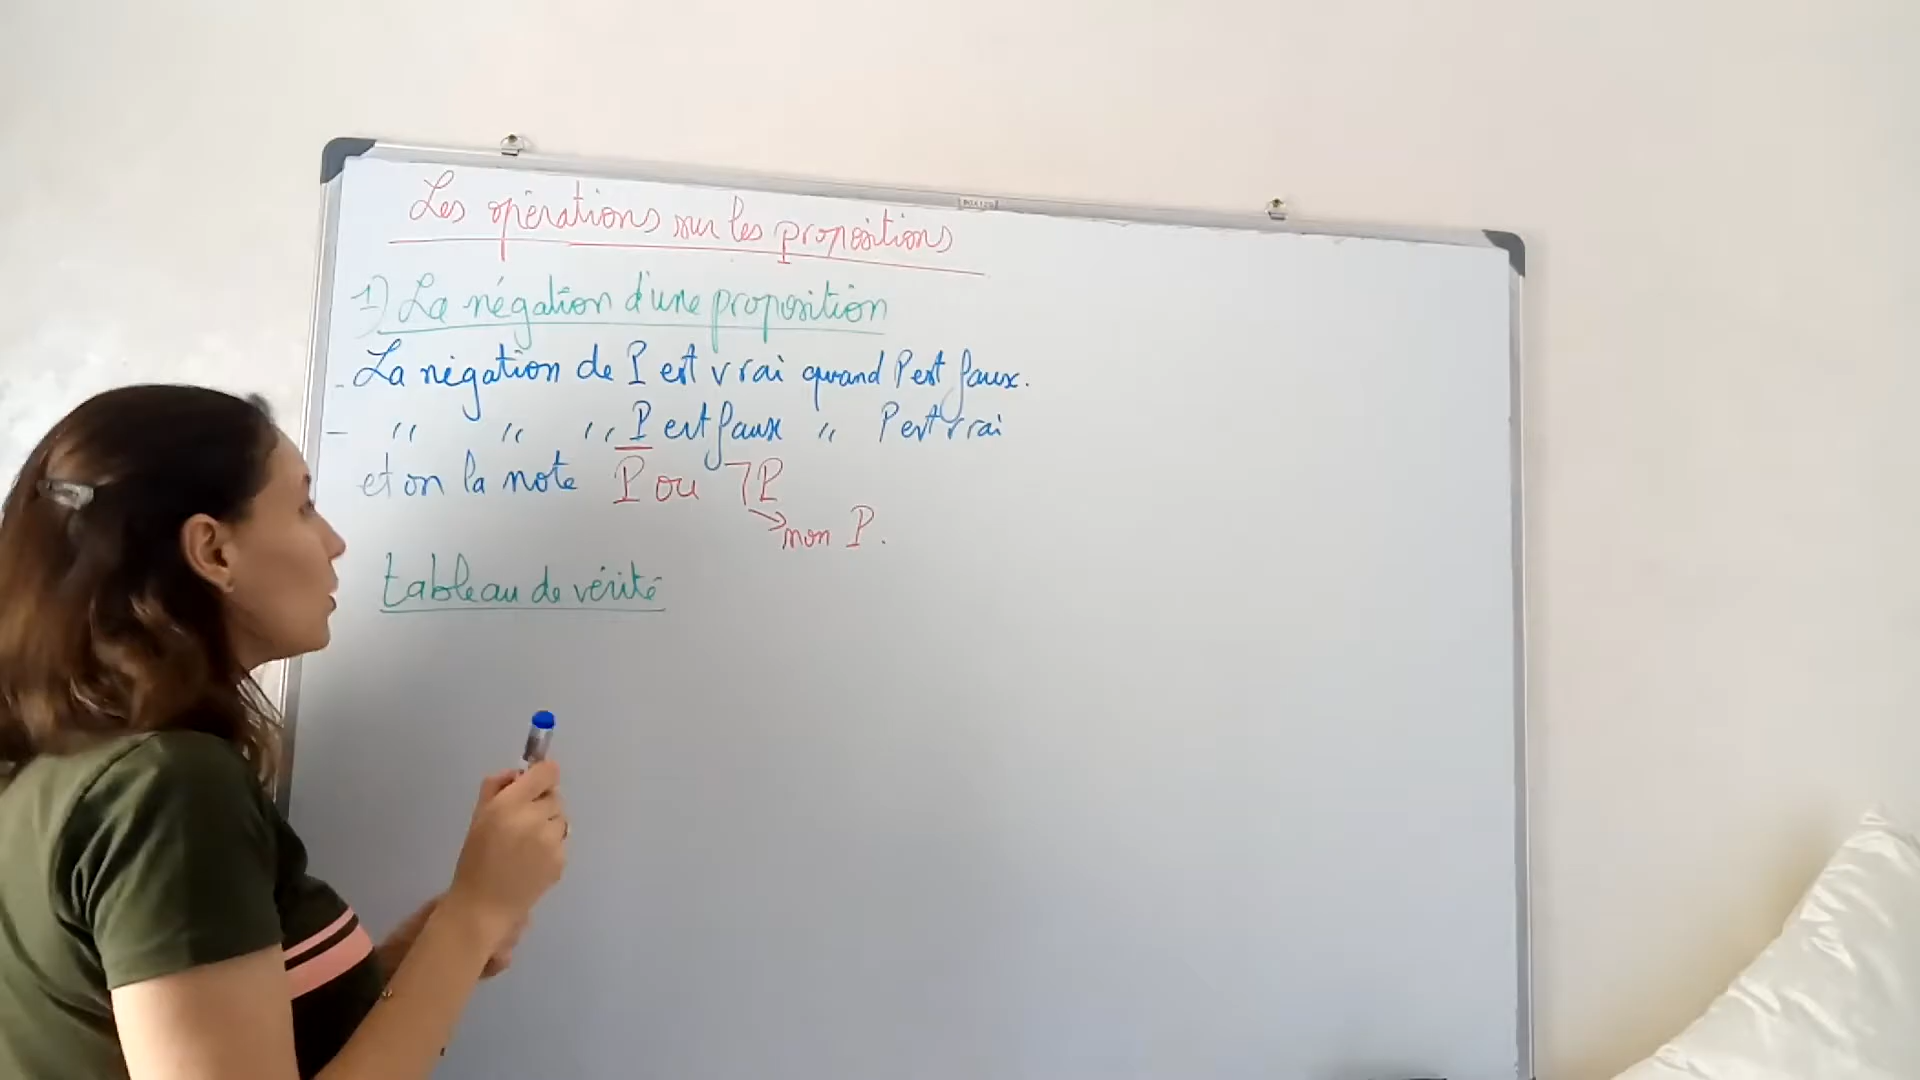 Les opérations sur les propositions
1) La négation d'une proposition
- La négation de P est vrai quand P est faux.
- " " " P est faux " P est vrai
et on la note P̅ ou ⅂P
→ non P.
tableau de vérité